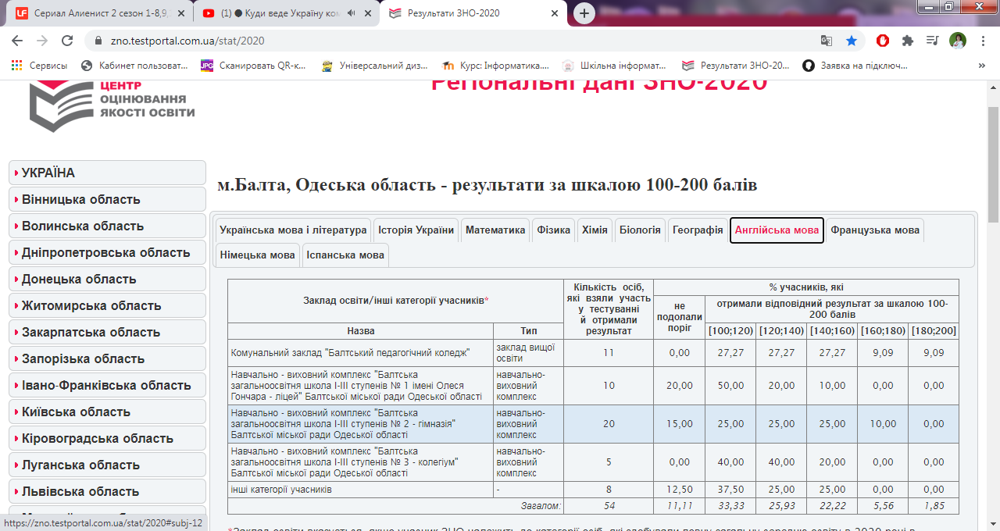 Сериал Алиенист 2 сезон 1-8,9,
(1) ● Куди веде Україну ком
Результати ЗНО-2020
zno.testportal.com.ua/stat/2020
Сервисы
Кабинет пользоват...
Сканировать QR-к...
Універсальний диз...
Курс: Інформатика....
Шкільна інформат...
Результати ЗНО-20...
Заявка на підключ...
»
ЦЕНТР
ОЦІНЮВАННЯ
ЯКОСТІ ОСВІТИ
Регіональні дані ЗНО-2020
УКРАЇНА
Вінницька область
Волинська область
Дніпропетровська область
Донецька область
Житомирська область
Закарпатська область
Запорізька область
Івано-Франківська область
Київська область
Кіровоградська область
Луганська область
Львівська область
https://zno.testportal.com.ua/stat/2020#subj-12
м.Балта, Одеська область - результати за шкалою 100-200 балів
Українська мова і література Історія України Математика Фізика Хімія Біологія Географія Англійська мова Французька мова
Німецька мова Іспанська мова
Заклад освіти/інші категорії учасників*
Назва
Тип
Кількість осіб,
які взяли участь
у тестуванні
й отримали
результат
% учасників, які
не
подолали
поріг
отримали відповідний результат за шкалою 100-
200 балів
[100;120) [120;140) [140;160) [160;180) [180;200]
Комунальний заклад "Балтський педагогічний коледж"
заклад вищої
освіти
11 0,00 27,27 27,27 27,27 9,09 9,09
Навчально - виховний комплекс "Балтська
загальноосвітня школа І-ІІІ ступенів № 1 імені Олеся
Гончара - ліцей" Балтської міської ради Одеської області
навчально-
виховний
комплекс
10 20,00 50,00 20,00 10,00 0,00 0,00
Навчально - виховний комплекс "Балтська
загальноосвітня школа І-ІІІ ступенів № 2 - гімназія"
Балтської міської ради Одеської області
навчально-
виховний
комплекс
20 15,00 25,00 25,00 25,00 10,00 0,00
Навчально - виховний комплекс "Балтська
загальноосвітня школа І-ІІІ ступенів № 3 - колегіум"
Балтської міської ради Одеської області
навчально-
виховний
комплекс
5 0,00 40,00 40,00 20,00 0,00 0,00
інші категорії учасників - 8 12,50 37,50 25,00 25,00 0,00 0,00
Загалом: 54 11,11 33,33 25,93 22,22 5,56 1,85
*Заклад освіти вказується, якщо учасник ЗНО належить до категорії осіб, які здобували повну загальну середню освіту в 2020 році в